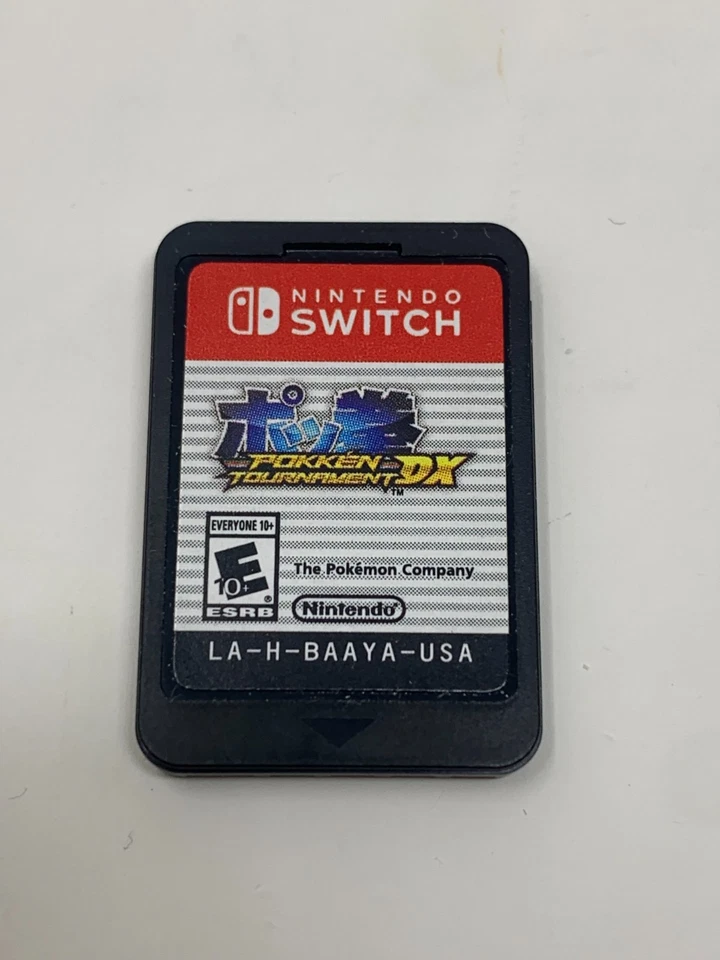 NINTENDO
SWITCH
ポッ拳
POKKÉN
TOURNAMENT DX
TM
EVERYONE 10+
E
10+
®
ESRB
The Pokémon Company
Nintendo®
LA-H-BAAYA-USA